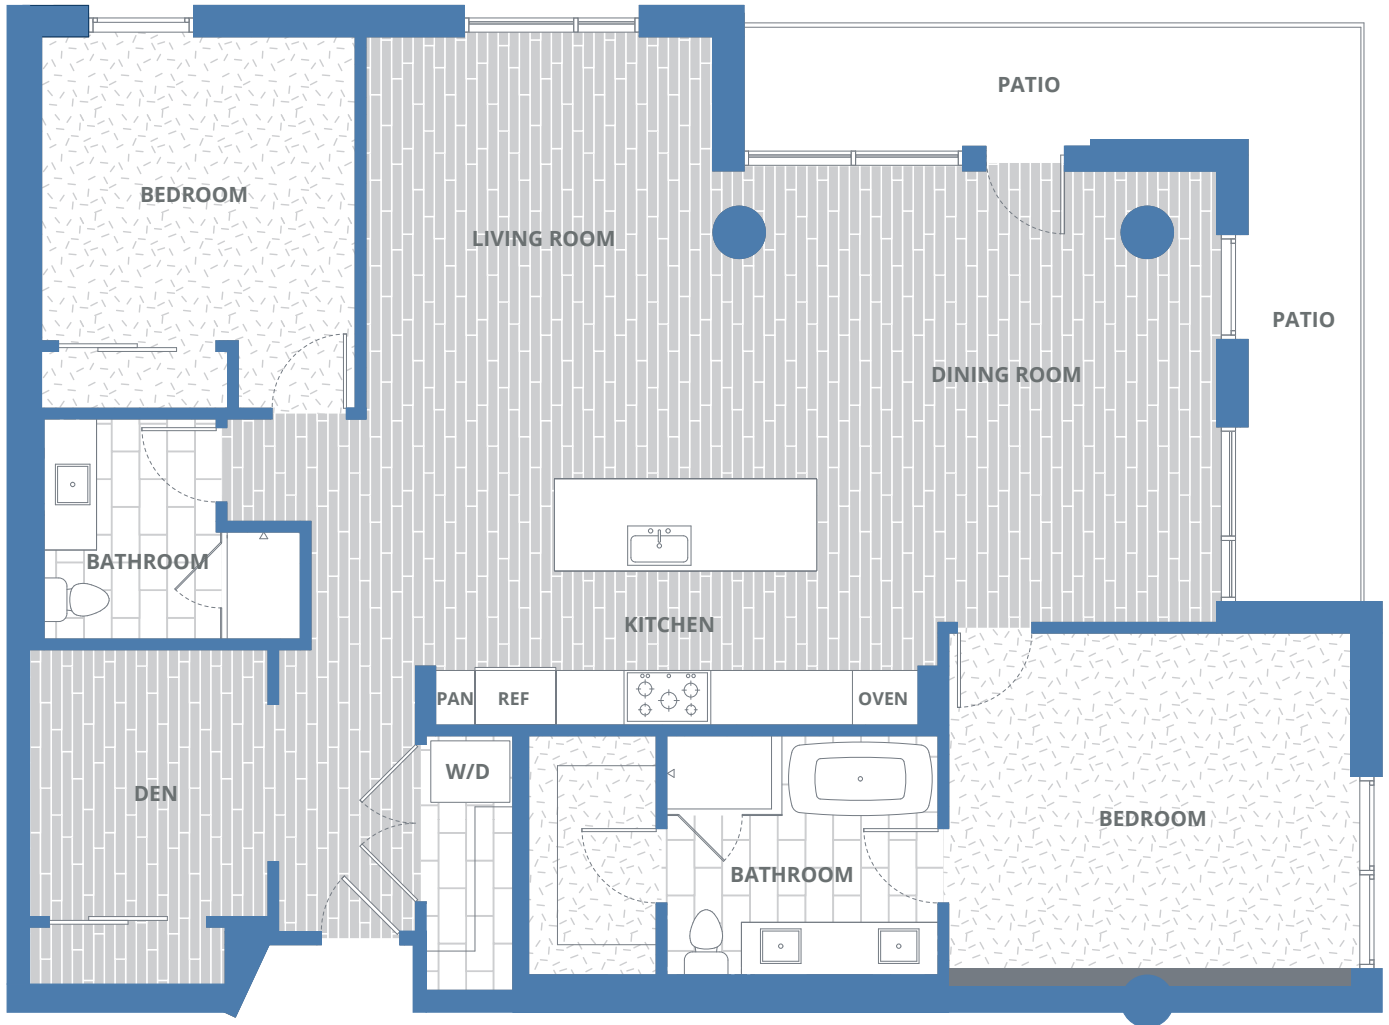 PATIO
BEDROOM
LIVING ROOM
PATIO
DINING ROOM
BATHROOM
KITCHEN
PAN
REF
OVEN
W/D
DEN
BEDROOM
BATHROOM